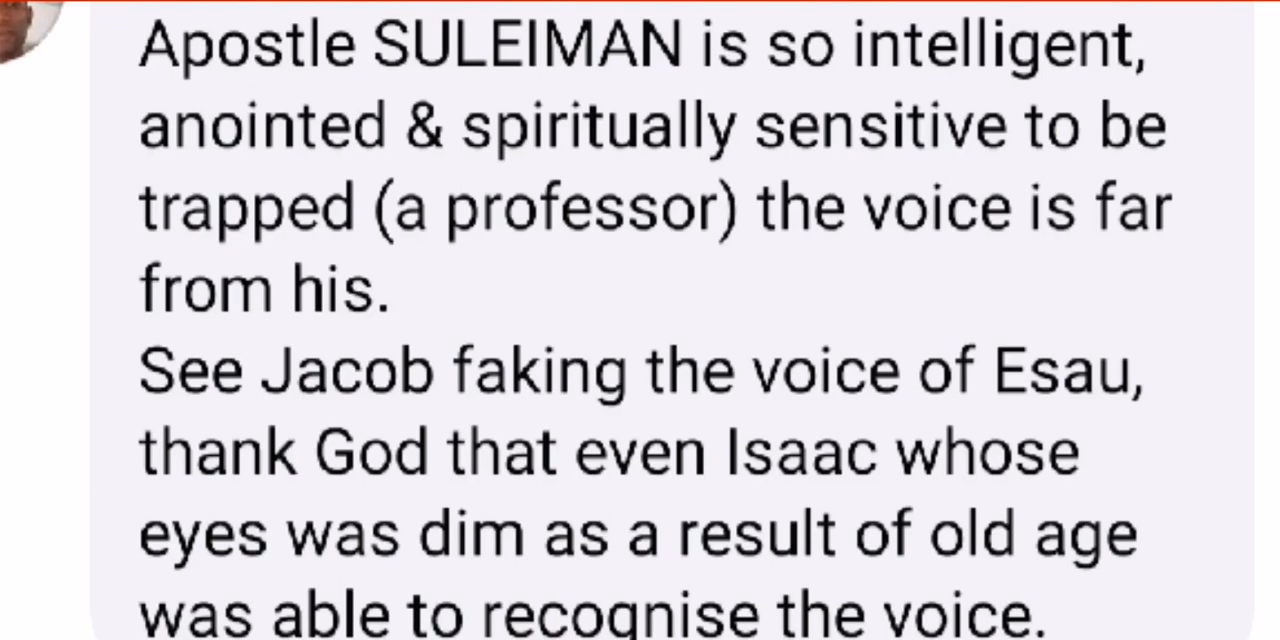 Apostle SULEIMAN is so intelligent,
anointed & spiritually sensitive to be
trapped (a professor) the voice is far
from his.
See Jacob faking the voice of Esau,
thank God that even Isaac whose
eyes was dim as a result of old age
was able to recognise the voice.